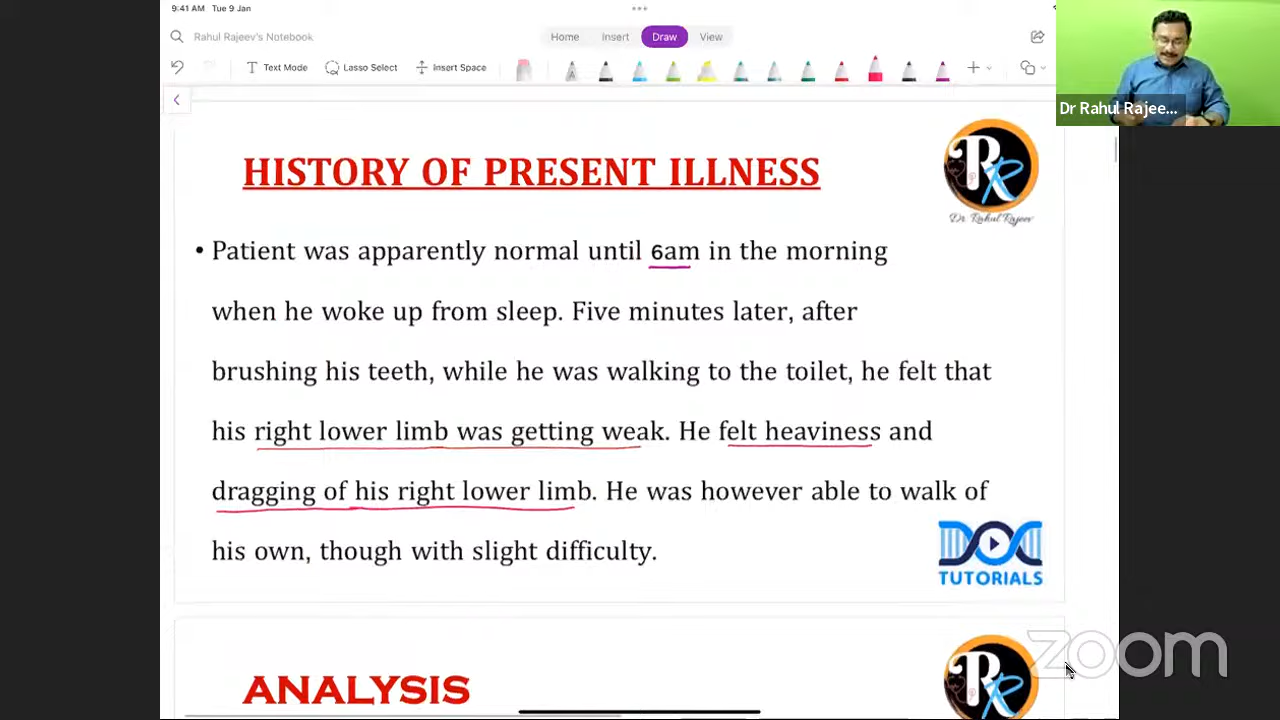 9:41 AM Tue 9 Jan
Rahul Rajeev's Notebook
Home Insert Draw View
Text Mode Lasso Select Insert Space
Dr Rahul Rajee...
HISTORY OF PRESENT ILLNESS
PR
Dr. Rahul Rajeev
• Patient was apparently normal until 6am in the morning
when he woke up from sleep. Five minutes later, after
brushing his teeth, while he was walking to the toilet, he felt that
his right lower limb was getting weak. He felt heaviness and
dragging of his right lower limb. He was however able to walk of
his own, though with slight difficulty.
TUTORIALS
zoom
ANALYSIS
PR